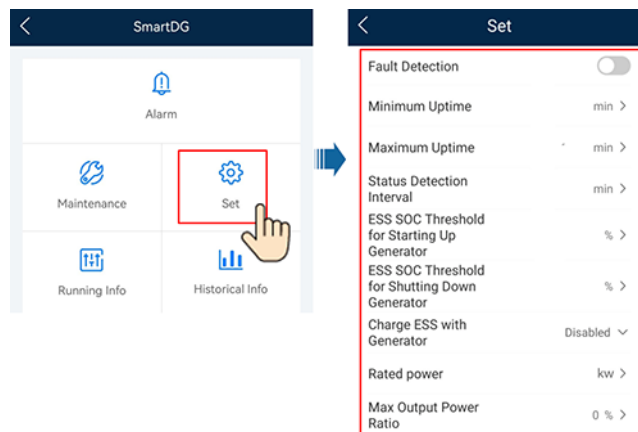 SmartDG
Alarm
Maintenance
Set
Running Info
Historical Info
Set
Fault Detection
Minimum Uptime
min
Maximum Uptime
min
Status Detection
Interval
min
ESS SOC Threshold
for Starting Up
Generator
%
ESS SOC Threshold
for Shutting Down
Generator
%
Charge ESS with
Generator
Disabled
Rated power
kw
Max Output Power
Ratio
0 %